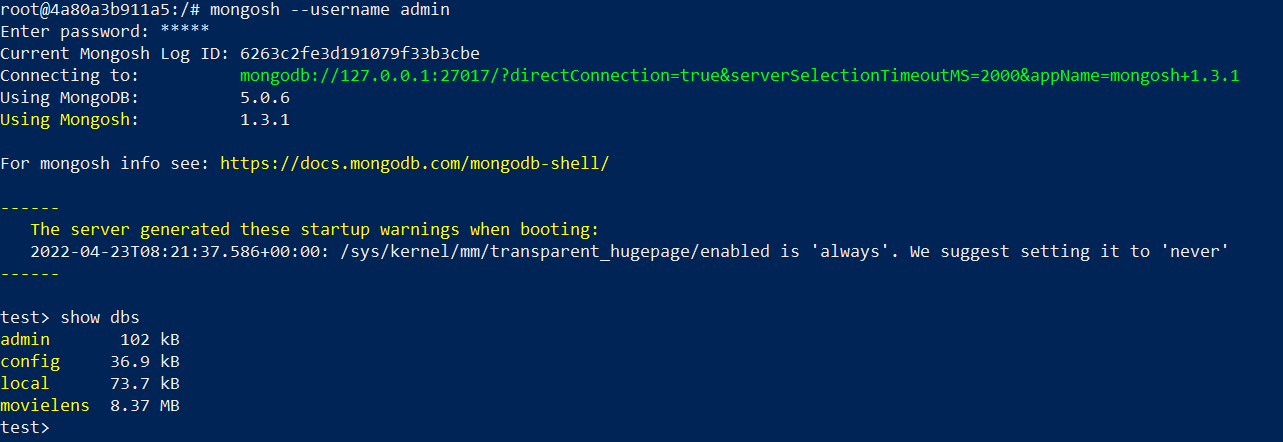 root@4a80a3b911a5:/# mongosh --username admin
Enter password: *****
Current Mongosh Log ID: 6263c2fe3d191079f33b3cbe
Connecting to:          mongodb://127.0.0.1:27017/?directConnection=true&serverSelectionTimeoutMS=2000&appName=mongosh+1.3.1
Using MongoDB:          5.0.6
Using Mongosh:          1.3.1
For mongosh info see: https://docs.mongodb.com/mongodb-shell/
------
   The server generated these startup warnings when booting:
   2022-04-23T08:21:37.586+00:00: /sys/kernel/mm/transparent_hugepage/enabled is 'always'. We suggest setting it to 'never'
------
test> show dbs
admin       102 kB
config     36.9 kB
local      73.7 kB
movielens  8.37 MB
test>